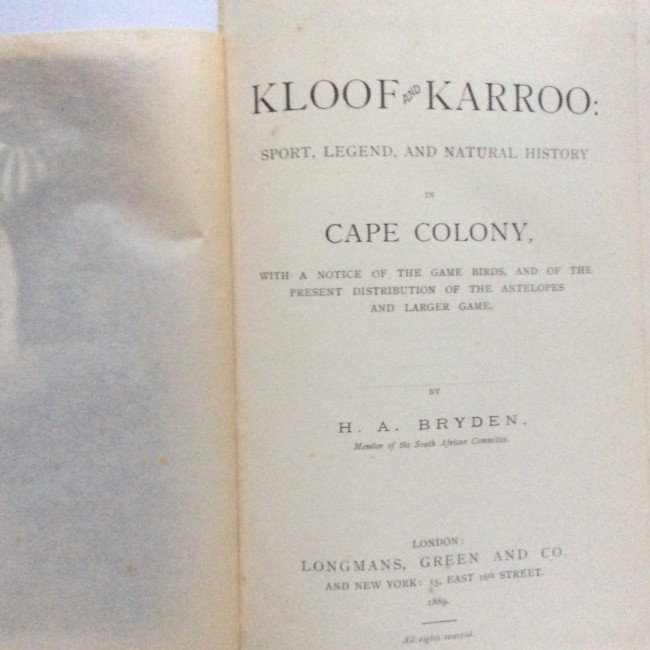 KLOOF AND KARROO:
SPORT, LEGEND, AND NATURAL HISTORY
IN
CAPE COLONY,
WITH A NOTICE OF THE GAME BIRDS, AND OF THE
PRESENT DISTRIBUTION OF THE ANTELOPES
AND LARGER GAME.
BY
H. A. BRYDEN,
Member of the South African Committee.
LONDON:
LONGMANS, GREEN AND CO.
AND NEW YORK: 15, EAST 16th STREET.
1889.
All rights reserved.